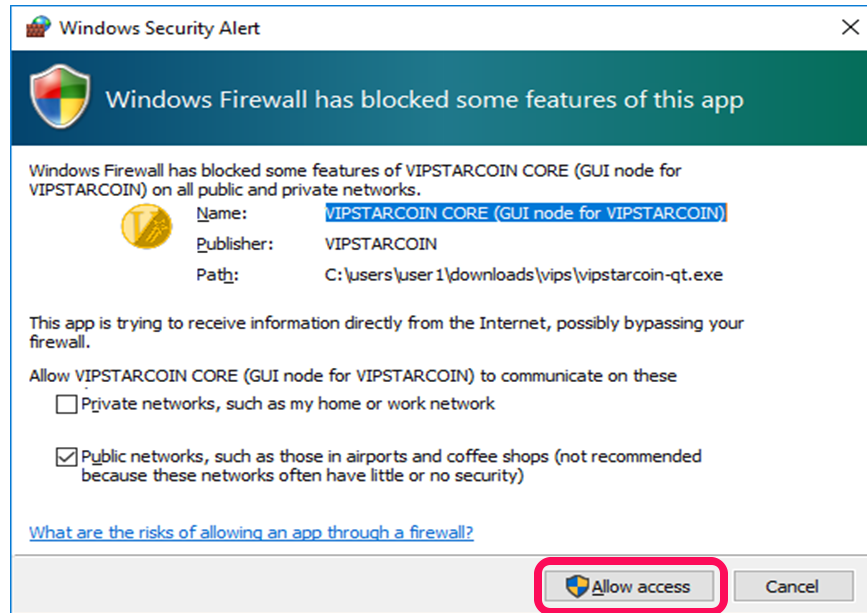 Windows Security Alert
Windows Firewall has blocked some features of this app
Windows Firewall has blocked some features of VIPSTARCOIN CORE (GUI node for
VIPSTARCOIN) on all public and private networks.
Name: VIPSTARCOIN CORE (GUI node for VIPSTARCOIN)
Publisher: VIPSTARCOIN
Path: C:\users\user1\downloads\vips\vipstarcoin-qt.exe
This app is trying to receive information directly from the Internet, possibly bypassing your
firewall.
Allow VIPSTARCOIN CORE (GUI node for VIPSTARCOIN) to communicate on these
Private networks, such as my home or work network
Public networks, such as those in airports and coffee shops (not recommended
because these networks often have little or no security)
What are the risks of allowing an app through a firewall?
Allow access Cancel